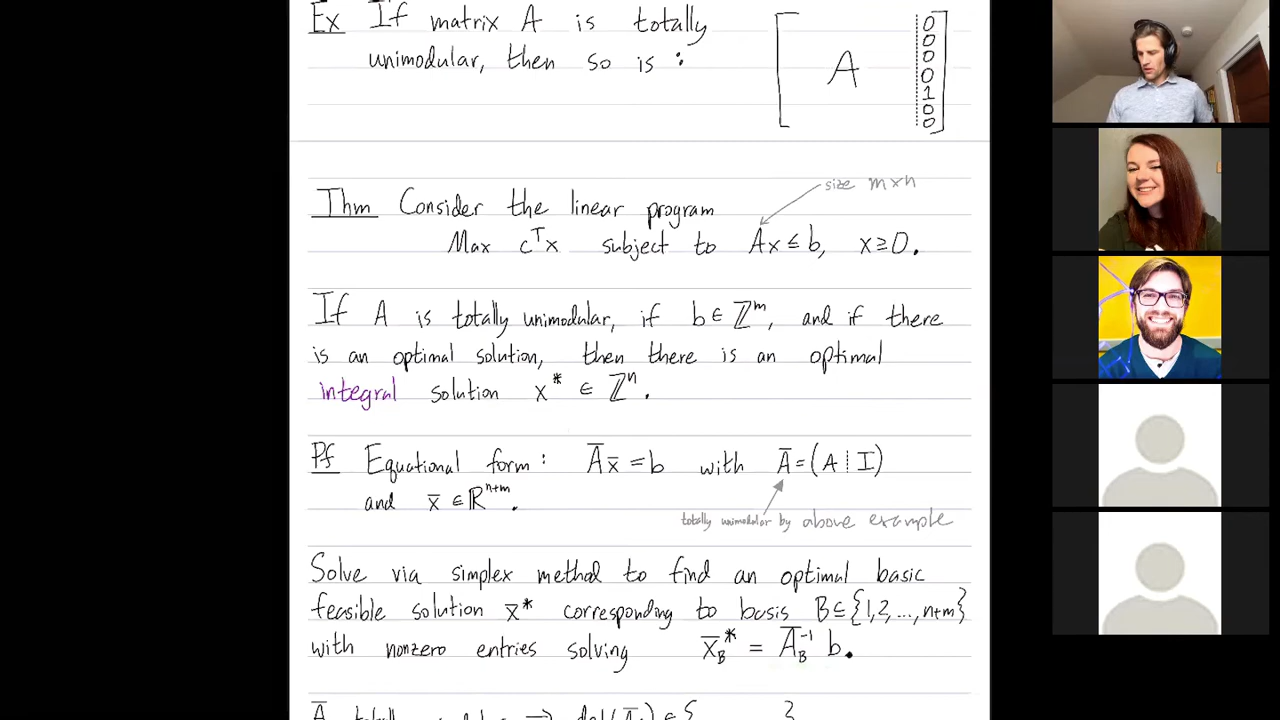 Ex If matrix A is totally
unimodular, then so is :
A
0
0
0
0
1
0
0
size m×n
Thm Consider the linear program
Max cᵀx subject to Ax ≤ b, x ≥ 0.
If A is totally unimodular, if b ∈ ℤᵐ, and if there
is an optimal solution, then there is an optimal
integral solution x* ∈ ℤⁿ.
Pf Equational form: A̅x̅ = b with A̅ = (A | I)
and x̅ ∈ ℝⁿ⁺ᵐ.
totally unimodular by above example
Solve via simplex method to find an optimal basic
feasible solution x̅* corresponding to basis B ⊆ {1,2,...,n+m}
with nonzero entries solving x̅_B* = A̅_B⁻¹ b.